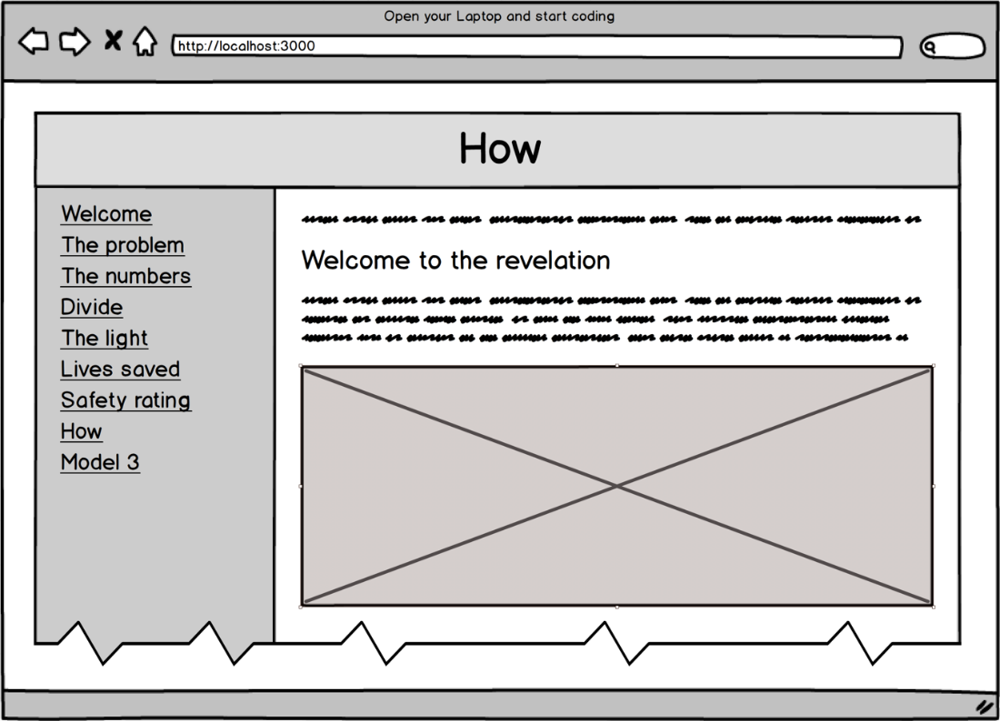 Open your Laptop and start coding
http://localhost:3000
How
Welcome
The problem
The numbers
Divide
The light
Lives saved
Safety rating
How
Model 3
Welcome to the revelation